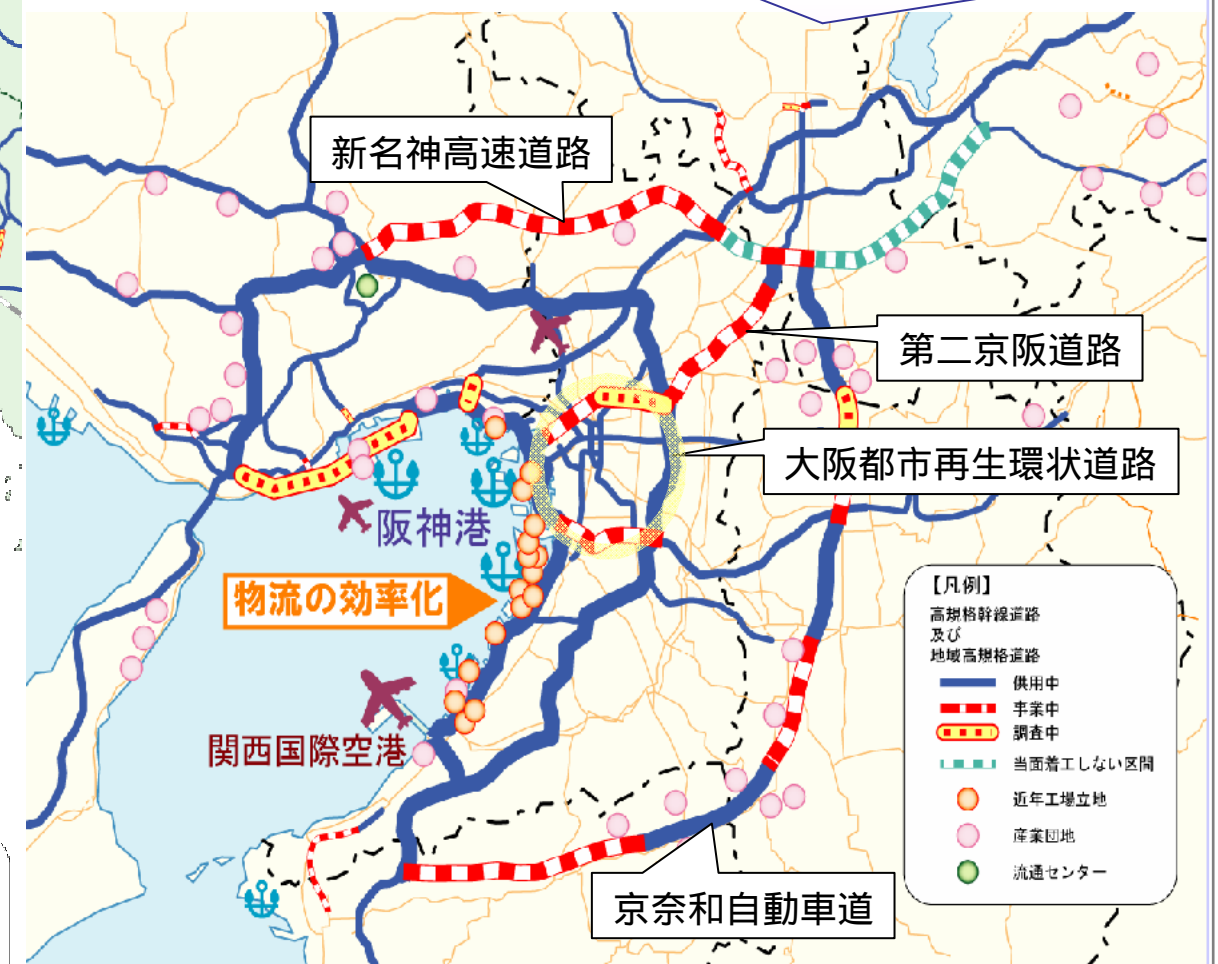 新名神高速道路
第二京阪道路
大阪都市再生環状道路
阪神港
物流の効率化
関西国際空港
京奈和自動車道
【凡例】
高規格幹線道路
及び
地域高規格道路
供用中
事業中
調査中
当面着工しない区間
近年工場立地
産業団地
流通センター